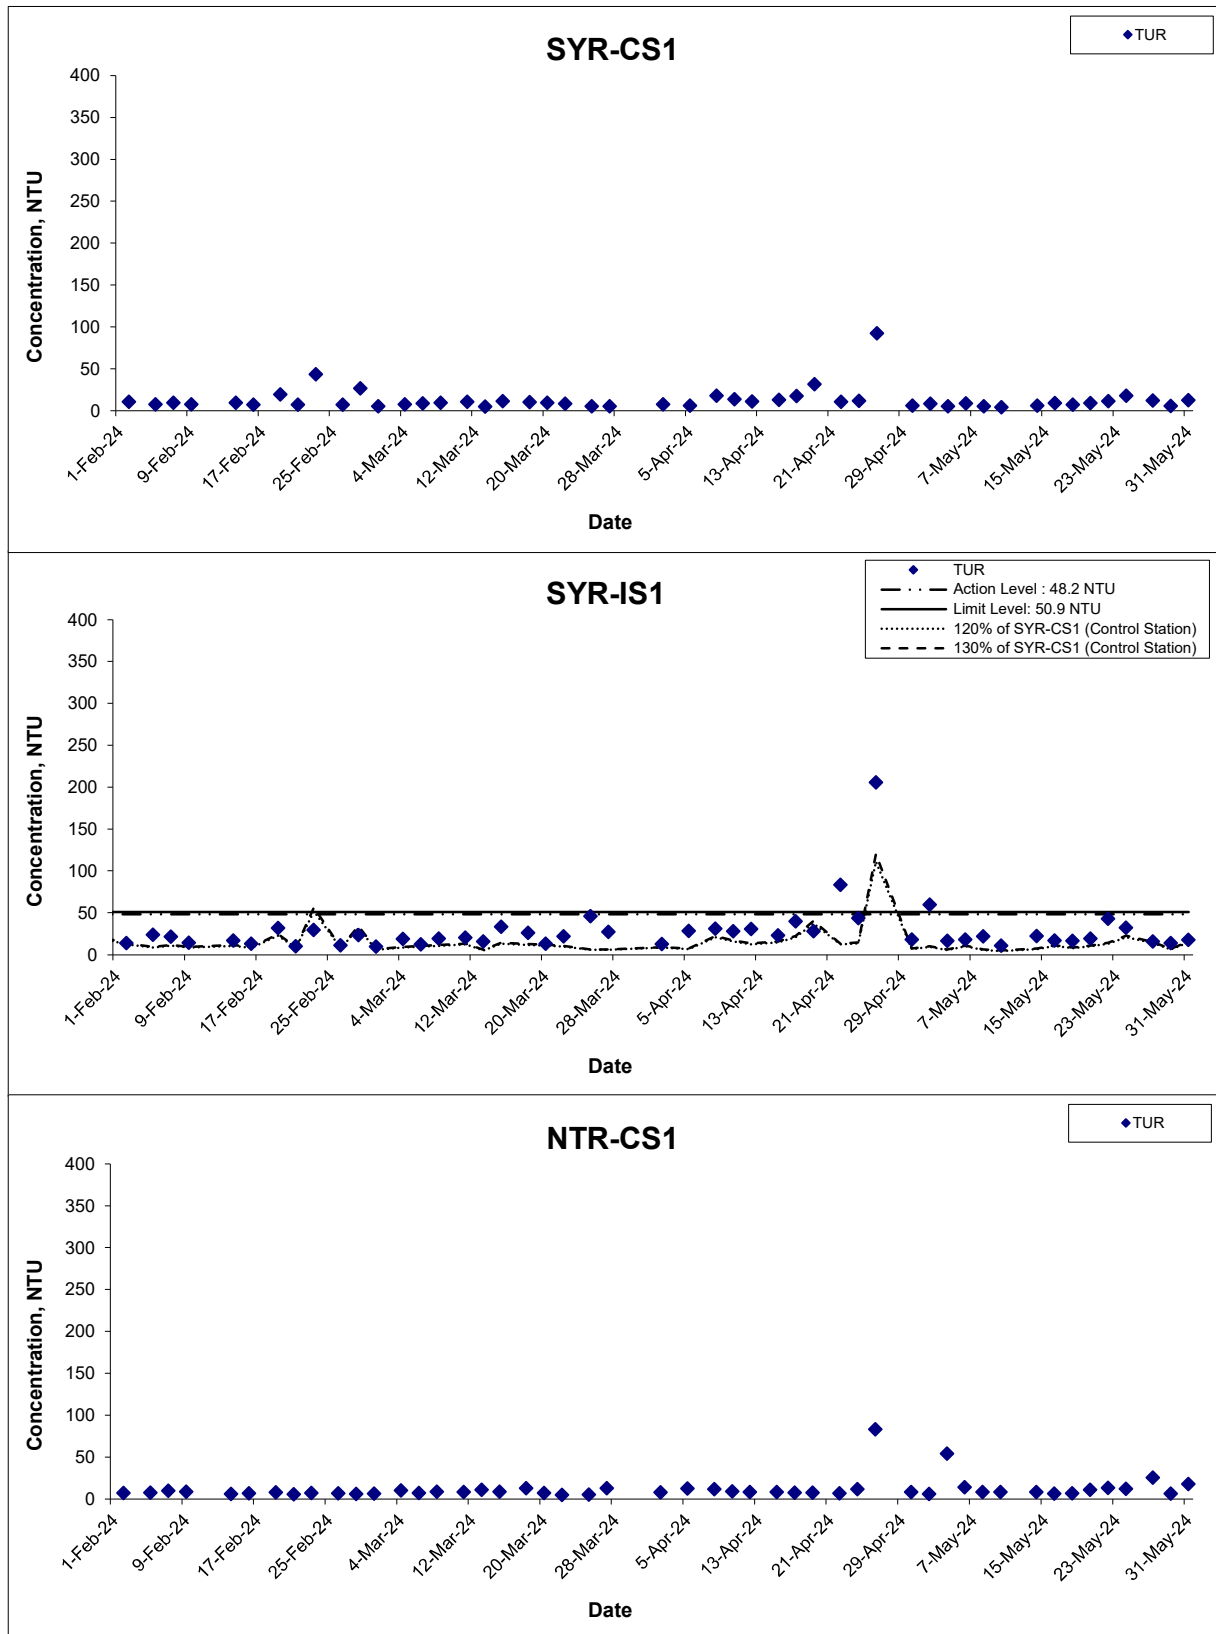 SYR-CS1
TUR
400
350
300
250
200
150
100
50
0
Concentration, NTU
1-Feb-24
9-Feb-24
17-Feb-24
25-Feb-24
4-Mar-24
12-Mar-24
20-Mar-24
28-Mar-24
5-Apr-24
13-Apr-24
21-Apr-24
29-Apr-24
7-May-24
15-May-24
23-May-24
31-May-24
Date
SYR-IS1
TUR
Action Level : 48.2 NTU
Limit Level: 50.9 NTU
120% of SYR-CS1 (Control Station)
130% of SYR-CS1 (Control Station)
400
350
300
250
200
150
100
50
0
Concentration, NTU
1-Feb-24
9-Feb-24
17-Feb-24
25-Feb-24
4-Mar-24
12-Mar-24
20-Mar-24
28-Mar-24
5-Apr-24
13-Apr-24
21-Apr-24
29-Apr-24
7-May-24
15-May-24
23-May-24
31-May-24
Date
NTR-CS1
TUR
400
350
300
250
200
150
100
50
0
Concentration, NTU
1-Feb-24
9-Feb-24
17-Feb-24
25-Feb-24
4-Mar-24
12-Mar-24
20-Mar-24
28-Mar-24
5-Apr-24
13-Apr-24
21-Apr-24
29-Apr-24
7-May-24
15-May-24
23-May-24
31-May-24
Date